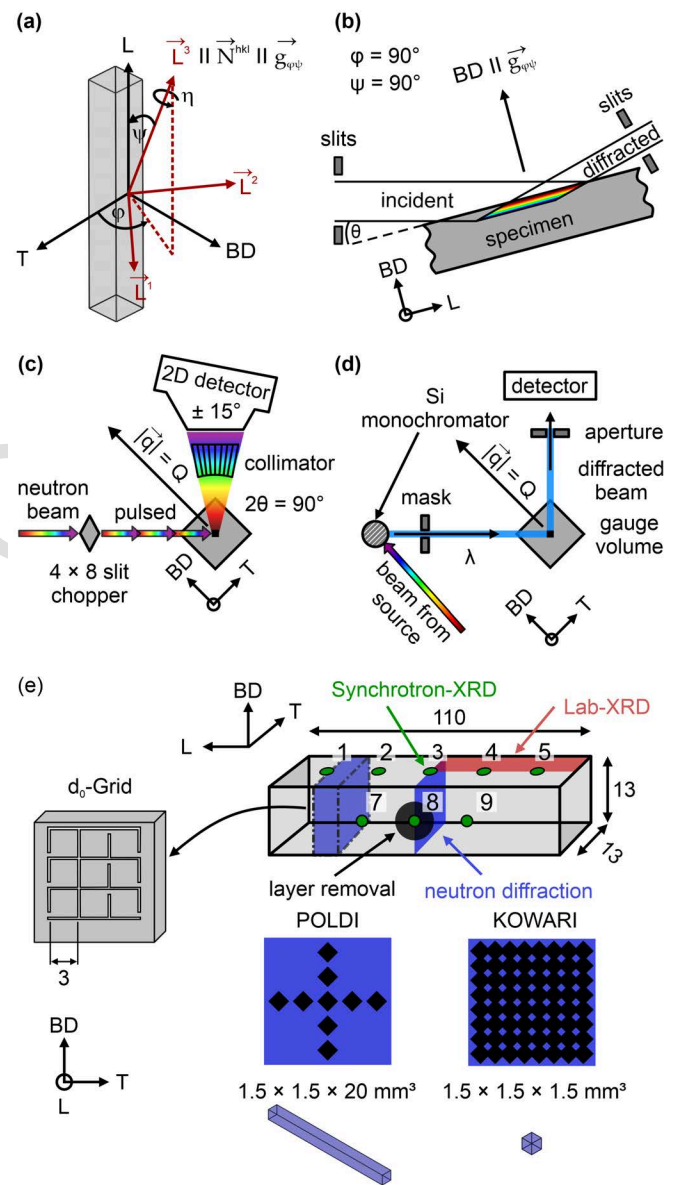 (a)
L
L³ || N^hkl || g_φψ
η
ψ
L²
φ
T
BD
L¹
(b)
φ = 90°
ψ = 90°
BD || g_φψ
slits
slits
diffracted
incident
θ
specimen
BD
L
(c)
2D detector
± 15°
|q| = Q
collimator
neutron
beam
pulsed
2θ = 90°
4 × 8 slit
chopper
BD
T
(d)
Si
monochromator
detector
aperture
|q| = Q
mask
diffracted
beam
gauge
volume
λ
beam from
source
BD
T
(e)
BD
T
L
Synchrotron-XRD
Lab-XRD
110
1 2 3 4 5
7 8 9
13
13
d₀-Grid
3
layer removal
neutron diffraction
POLDI
KOWARI
BD
T
L
1.5 × 1.5 × 20 mm³
1.5 × 1.5 × 1.5 mm³